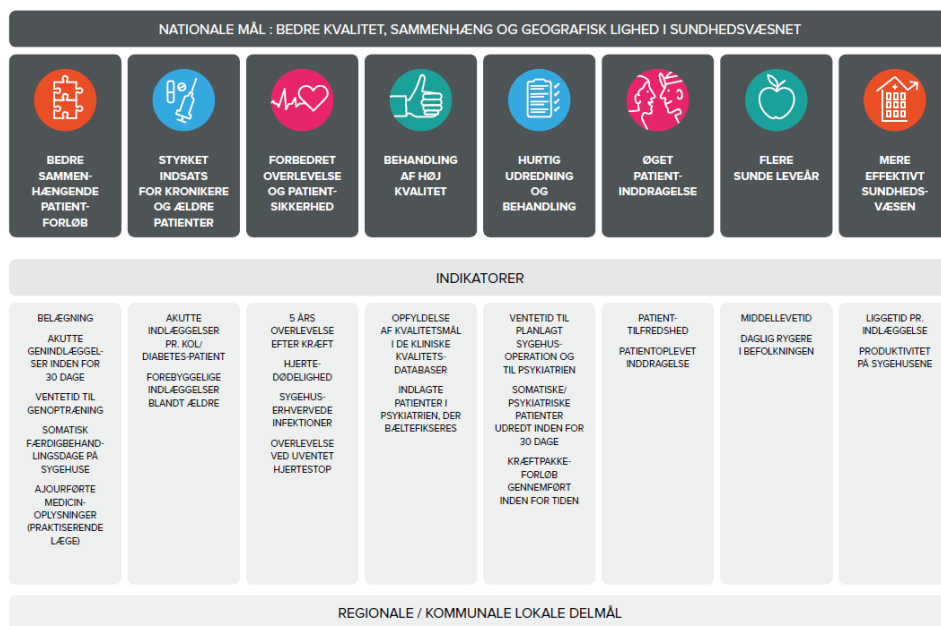 NATIONALE MÅL : BEDRE KVALITET, SAMMENHÆNG OG GEOGRAFISK LIGHED I SUNDHEDSVÆSNET
BEDRE
SAMMEN-
HÆNGENDE
PATIENT-
FORLØB
STYRKET
INDSATS
FOR KRONIKERE
OG ÆLDRE
PATIENTER
FORBEDRET
OVERLEVELSE
OG PATIENT-
SIKKERHED
BEHANDLING
AF HØJ
KVALITET
HURTIG
UDREDNING
OG
BEHANDLING
ØGET
PATIENT-
INDDRAGELSE
FLERE
SUNDE LEVEÅR
MERE
EFFEKTIVT
SUNDHEDS-
VÆSEN
INDIKATORER
BELÆGNING
AKUTTE
GENINDLÆGGEL-
SER INDEN FOR
30 DAGE
VENTETID TIL
GENOPTRÆNING
SOMATISK
FÆRDIGBEHAND-
LINGSDAGE PÅ
SYGEHUSE
AJOURFØRTE
MEDICIN-
OPLYSNINGER
(PRAKTISERENDE
LÆGE)
AKUTTE
INDLÆGGELSER
PR. KOL/
DIABETES-PATIENT
FOREBYGGELIGE
INDLÆGGELSER
BLANDT ÆLDRE
5 ÅRS
OVERLEVELSE
EFTER KRÆFT
HJERTE-
DØDELIGHED
SYGEHUS-
ERHVERVEDE
INFEKTIONER
OVERLEVELSE
VED UVENTET
HJERTESTOP
OPFYLDELSE
AF KVALITETSMÅL
I DE KLINISKE
KVALITETS-
DATABASER
INDLAGTE
PATIENTER I
PSYKIATRIEN, DER
BÆLTEFIKSERES
VENTETID TIL
PLANLAGT
SYGEHUS-
OPERATION OG
TIL PSYKIATRIEN
SOMATISKE/
PSYKIATRISKE
PATIENTER
UDREDT INDEN FOR
30 DAGE
KRÆFTPAKKE-
FORLØB
GENNEMFØRT
INDEN FOR TIDEN
PATIENT-
TILFREDSHED
PATIENTOPLEVET
INDDRAGELSE
MIDDELLEVETID
DAGLIG RYGERE
I BEFOLKNINGEN
LIGGETID PR.
INDLÆGGELSE
PRODUKTIVITET
PÅ SYGEHUSENE
REGIONALE / KOMMUNALE LOKALE DELMÅL